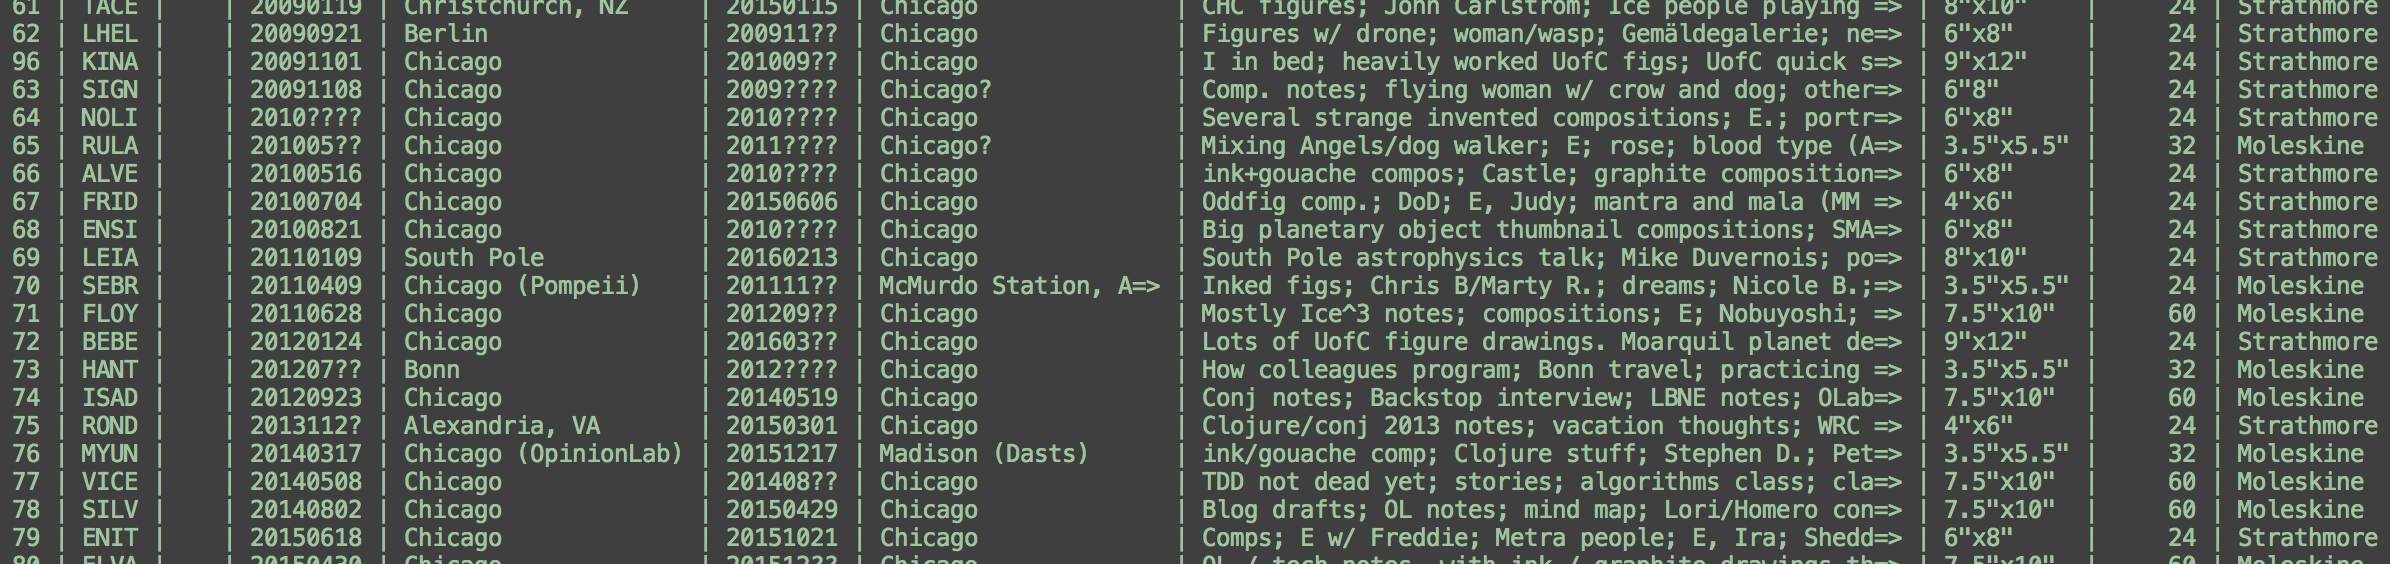 61 | TACE | | 20090119 | Christchurch, NZ | 20150115 | Chicago | CHC figures; John Carlstrom; Ice people playing => | 8"x10" | 24 | Strathmore
62 | LHEL | | 20090921 | Berlin | 200911?? | Chicago | Figures w/ drone; woman/wasp; Gemäldegalerie; ne=> | 6"x8" | 24 | Strathmore
96 | KINA | | 20091101 | Chicago | 201009?? | Chicago | I in bed; heavily worked UofC figs; UofC quick s=> | 9"x12" | 24 | Strathmore
63 | SIGN | | 20091108 | Chicago | 2009???? | Chicago? | Comp. notes; flying woman w/ crow and dog; other=> | 6"8" | 24 | Strathmore
64 | NOLI | | 2010???? | Chicago | 2010???? | Chicago | Several strange invented compositions; E.; portr=> | 6"x8" | 24 | Strathmore
65 | RULA | | 201005?? | Chicago | 2011???? | Chicago? | Mixing Angels/dog walker; E; rose; blood type (A=> | 3.5"x5.5" | 32 | Moleskine
66 | ALVE | | 20100516 | Chicago | 2010???? | Chicago | ink+gouache compos; Castle; graphite composition=> | 6"x8" | 24 | Strathmore
67 | FRID | | 20100704 | Chicago | 20150606 | Chicago | Oddfig comp.; DoD; E, Judy; mantra and mala (MM => | 4"x6" | 24 | Strathmore
68 | ENSI | | 20100821 | Chicago | 2010???? | Chicago | Big planetary object thumbnail compositions; SMA=> | 6"x8" | 24 | Strathmore
69 | LEIA | | 20110109 | South Pole | 20160213 | Chicago | South Pole astrophysics talk; Mike Duvernois; po=> | 8"x10" | 24 | Strathmore
70 | SEBR | | 20110409 | Chicago (Pompeii) | 201111?? | McMurdo Station, A=> | Inked figs; Chris B/Marty R.; dreams; Nicole B.;=> | 3.5"x5.5" | 24 | Moleskine
71 | FLOY | | 20110628 | Chicago | 201209?? | Chicago | Mostly Ice^3 notes; compositions; E; Nobuyoshi; => | 7.5"x10" | 60 | Moleskine
72 | BEBE | | 20120124 | Chicago | 201603?? | Chicago | Lots of UofC figure drawings. Moarquil planet de=> | 9"x12" | 24 | Strathmore
73 | HANT | | 201207?? | Bonn | 2012???? | Chicago | How colleagues program; Bonn travel; practicing => | 3.5"x5.5" | 32 | Moleskine
74 | ISAD | | 20120923 | Chicago | 20140519 | Chicago | Conj notes; Backstop interview; LBNE notes; OLab=> | 7.5"x10" | 60 | Moleskine
75 | ROND | | 2013112? | Alexandria, VA | 20150301 | Chicago | Clojure/conj 2013 notes; vacation thoughts; WRC => | 4"x6" | 24 | Strathmore
76 | MYUN | | 20140317 | Chicago (OpinionLab) | 20151217 | Madison (Dasts) | ink/gouache comp; Clojure stuff; Stephen D.; Pet=> | 3.5"x5.5" | 32 | Moleskine
77 | VICE | | 20140508 | Chicago | 201408?? | Chicago | TDD not dead yet; stories; algorithms class; cla=> | 7.5"x10" | 60 | Moleskine
78 | SILV | | 20140802 | Chicago | 20150429 | Chicago | Blog drafts; OL notes; mind map; Lori/Homero con=> | 7.5"x10" | 60 | Moleskine
79 | ENIT | | 20150618 | Chicago | 20151021 | Chicago | Comps; E w/ Freddie; Metra people; E, Ira; Shedd=> | 6"x8" | 24 | Strathmore
80 | ELVA | | 20150430 | Chicago | 201512?? | Chicago | OL / tech notes, with ink / graphite drawings th=> | 7.5"x10" | 60 | Moleskine